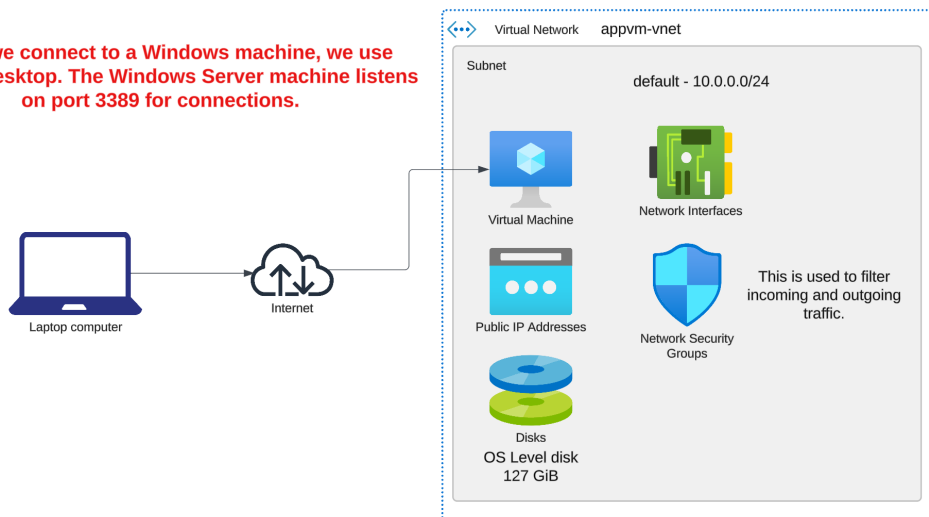 we connect to a Windows machine, we use
esktop. The Windows Server machine listens
on port 3389 for connections.
Virtual Network appvm-vnet
Subnet
default - 10.0.0.0/24
Virtual Machine
Network Interfaces
Laptop computer
Internet
Public IP Addresses
Network Security
Groups
This is used to filter
incoming and outgoing
traffic.
Disks
OS Level disk
127 GiB